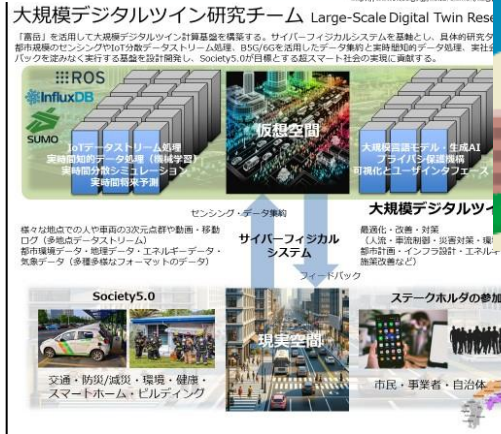 大規模デジタルツイン研究チーム Large-Scale Digital Twin Rese
「富岳」を活用して大規模デジタルツイン計算基盤を構築する。サイバーフィジカルシステムを基軸とし、具体的研究タ
都市規模のセンシングやIoT分散データストリーム処理、B5G/6Gを活用したデータ集約と実時間知的データ処理、実社会
バックを淀みなく実行する基盤を設計開発し、Society5.0が目標とする超スマート社会の実現に貢献する。
ROS
InfluxDB
SUMO
IoTデータストリーム処理
実時間知的データ処理（機械学習）
実時間分散シミュレーション
実時間将来予測
仮想空間
大規模言語モデル・生成AI
プライバシ保護機構
可視化とユーザインタフェース
センシング・データ集約
大規模デジタルツイ
様々な地点での人や車両の3次元点群や動画・移動
ログ（多地点データストリーム）
都市環境データ・地理データ・エネルギーデータ・
気象データ（多種多様なフォーマットのデータ）
サイバーフィジカル
システム
最適化・改善・対策
（人流・車流制御・災害対策・環
都市計画・インフラ設計・エネルギ
施策改善など）
フィードバック
Society5.0
現実空間
ステークホルダの参加
交通・防災/減災・環境・健康・
スマートホーム・ビルディング
市民・事業者・自治体